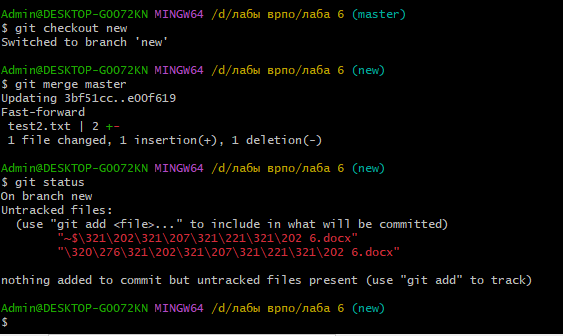 Admin@DESKTOP-GOO72KN MINGW64 /d/лабы врпо/лаба 6 (master)
$ git checkout new
Switched to branch 'new'
Admin@DESKTOP-GOO72KN MINGW64 /d/лабы врпо/лаба 6 (new)
$ git merge master
Updating 3bf51cc..e00f619
Fast-forward
 test2.txt | 2 +-
 1 file changed, 1 insertion(+), 1 deletion(-)
Admin@DESKTOP-GOO72KN MINGW64 /d/лабы врпо/лаба 6 (new)
$ git status
On branch new
Untracked files:
  (use "git add <file>..." to include in what will be committed)
        "~$\321\202\321\207\321\221\321\202 6.docx"
        "\320\276\321\202\321\207\321\221\321\202 6.docx"
nothing added to commit but untracked files present (use "git add" to track)
Admin@DESKTOP-GOO72KN MINGW64 /d/лабы врпо/лаба 6 (new)
$